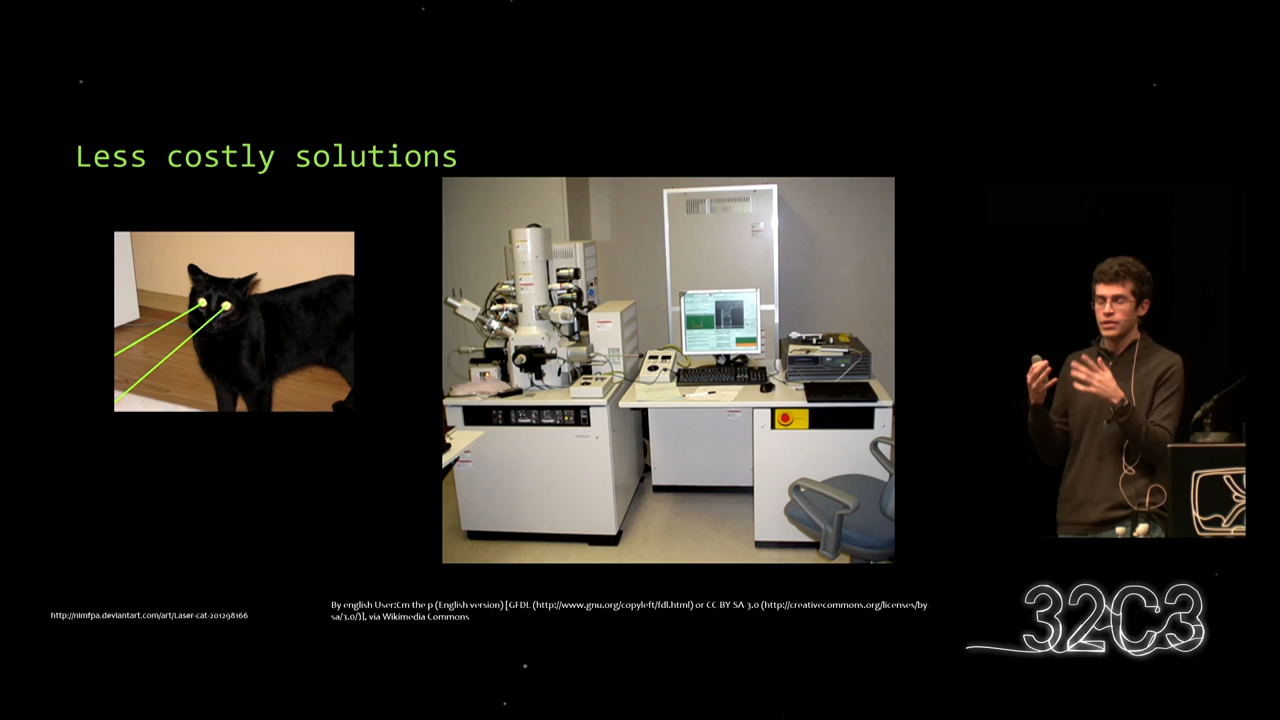 Less costly solutions
http://nimfpa.deviantart.com/art/Laser-cat-201298166
By english User:Cm the p (English version) [GFDL (http://www.gnu.org/copyleft/fdl.html) or CC BY SA 3.0 (http://creativecommons.org/licenses/by
sa/3.0/)], via Wikimedia Commons
32C3